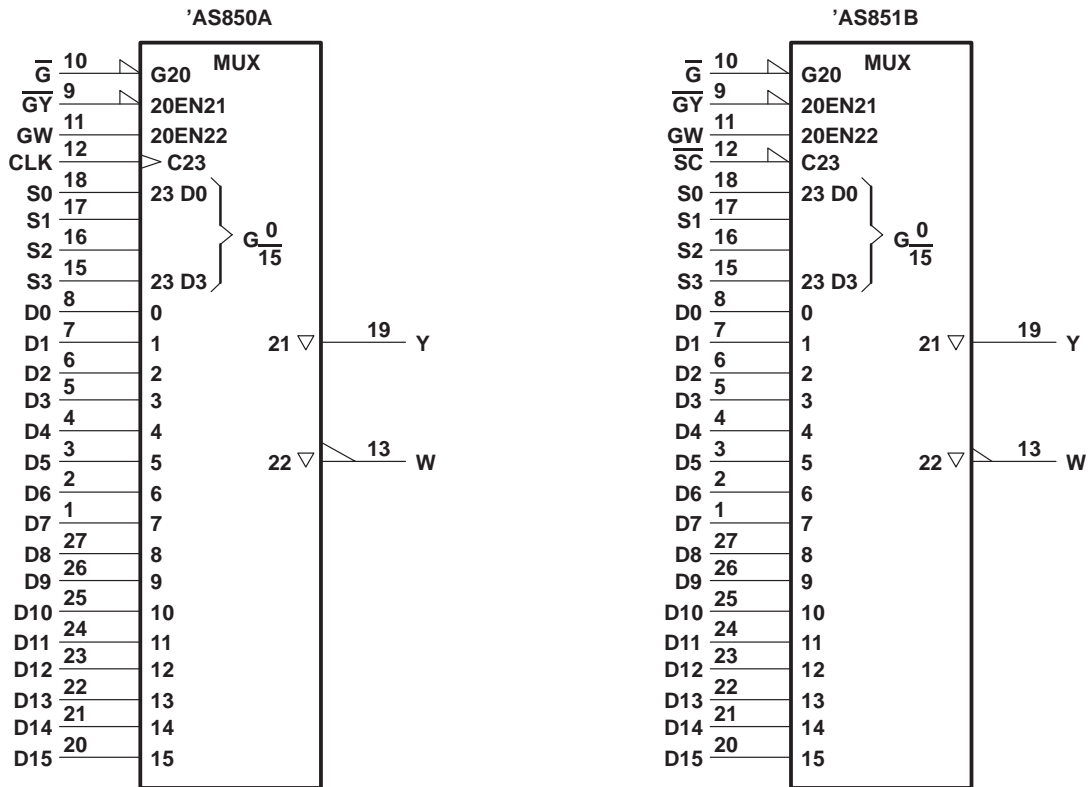 ’AS850A
MUX
G̅ 10 G20
G̅Y̅ 9 20EN21
GW 11 20EN22
CLK 12 C23
S0 18 23 D0
S1 17
S2 16
G 0/15
S3 15 23 D3
D0 8 0
D1 7 1 21 ▽ 19 Y
D2 6 2
D3 5 3
D4 4 4
D5 3 5 22 ▽ 13 W
D6 2 6
D7 1 7
D8 27 8
D9 26 9
D10 25 10
D11 24 11
D12 23 12
D13 22 13
D14 21 14
D15 20 15
’AS851B
MUX
G̅ 10 G20
G̅Y̅ 9 20EN21
GW 11 20EN22
S̅C̅ 12 C23
S0 18 23 D0
S1 17
S2 16
G 0/15
S3 15 23 D3
D0 8 0
D1 7 1 21 ▽ 19 Y
D2 6 2
D3 5 3
D4 4 4
D5 3 5 22 ▽ 13 W
D6 2 6
D7 1 7
D8 27 8
D9 26 9
D10 25 10
D11 24 11
D12 23 12
D13 22 13
D14 21 14
D15 20 15